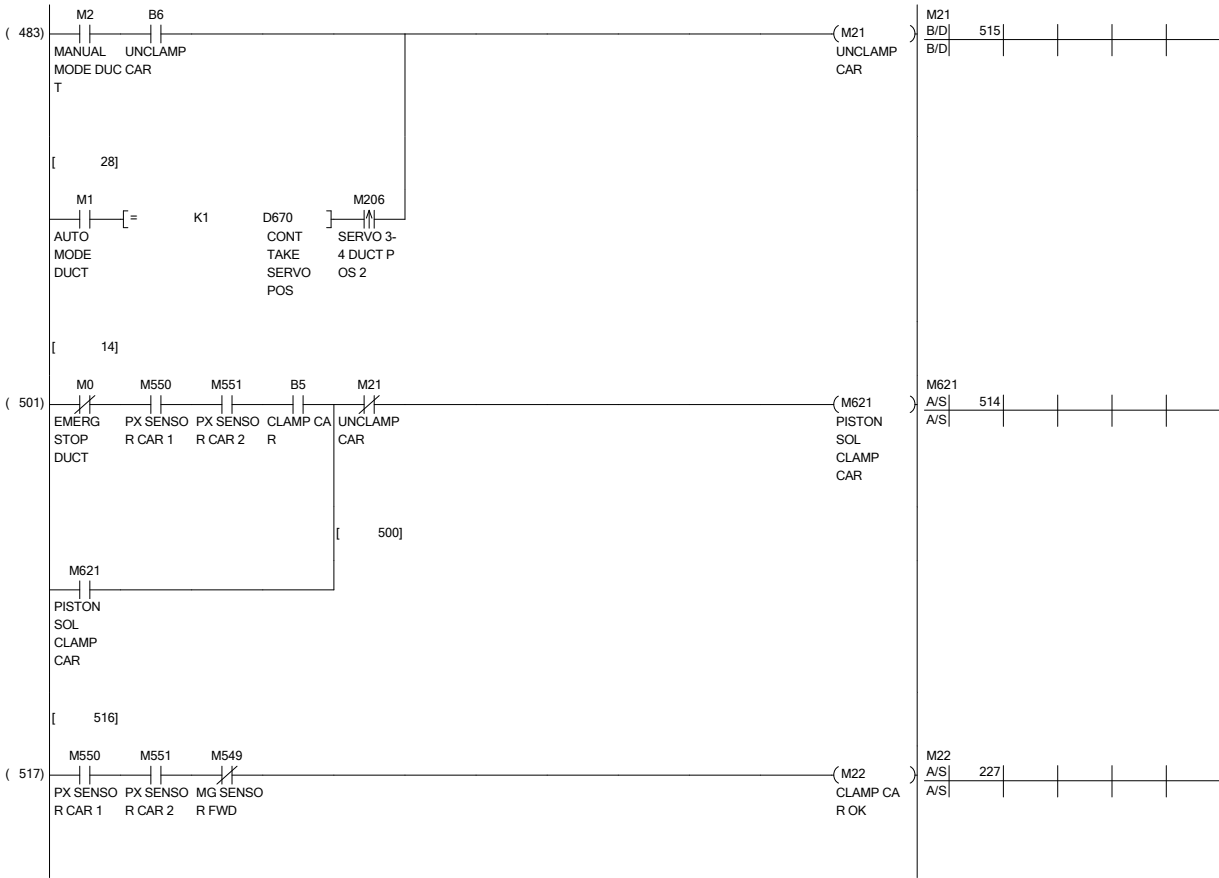 M2 B6 M21
( 483) (M21 ) B/D 515
MANUAL UNCLAMP UNCLAMP B/D
MODE DUC CAR CAR
T
[ 28]
M1 M206
[= K1 D670 ]
AUTO CONT SERVO 3-
MODE TAKE 4 DUCT P
DUCT SERVO OS 2
POS
[ 14]
M0 M550 M551 B5 M21 M621
( 501) (M621 ) A/S 514
EMERG PX SENSO PX SENSO CLAMP CA UNCLAMP PISTON A/S
STOP R CAR 1 R CAR 2 R CAR SOL
DUCT CLAMP
CAR
[ 500]
M621
PISTON
SOL
CLAMP
CAR
[ 516]
M550 M551 M549 M22
( 517) (M22 ) A/S 227
PX SENSO PX SENSO MG SENSO CLAMP CA A/S
R CAR 1 R CAR 2 R FWD R OK